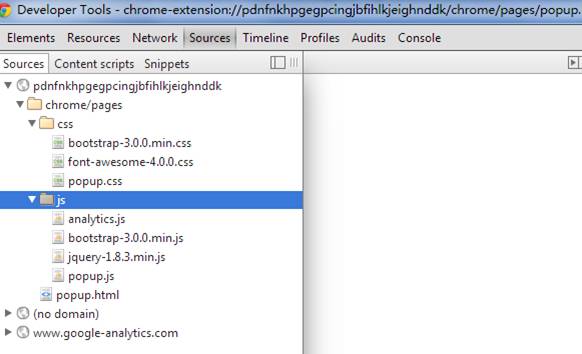 Developer Tools - chrome-extension://pdnfnkhpgegpcingjbfihlkjeighnddk/chrome/pages/popup.
Elements Resources Network Sources Timeline Profiles Audits Console
Sources Content scripts Snippets
pdnfnkhpgegpcingjbfihlkjeighnddk
chrome/pages
css
bootstrap-3.0.0.min.css
font-awesome-4.0.0.css
popup.css
js
analytics.js
bootstrap-3.0.0.min.js
jquery-1.8.3.min.js
popup.js
popup.html
(no domain)
www.google-analytics.com